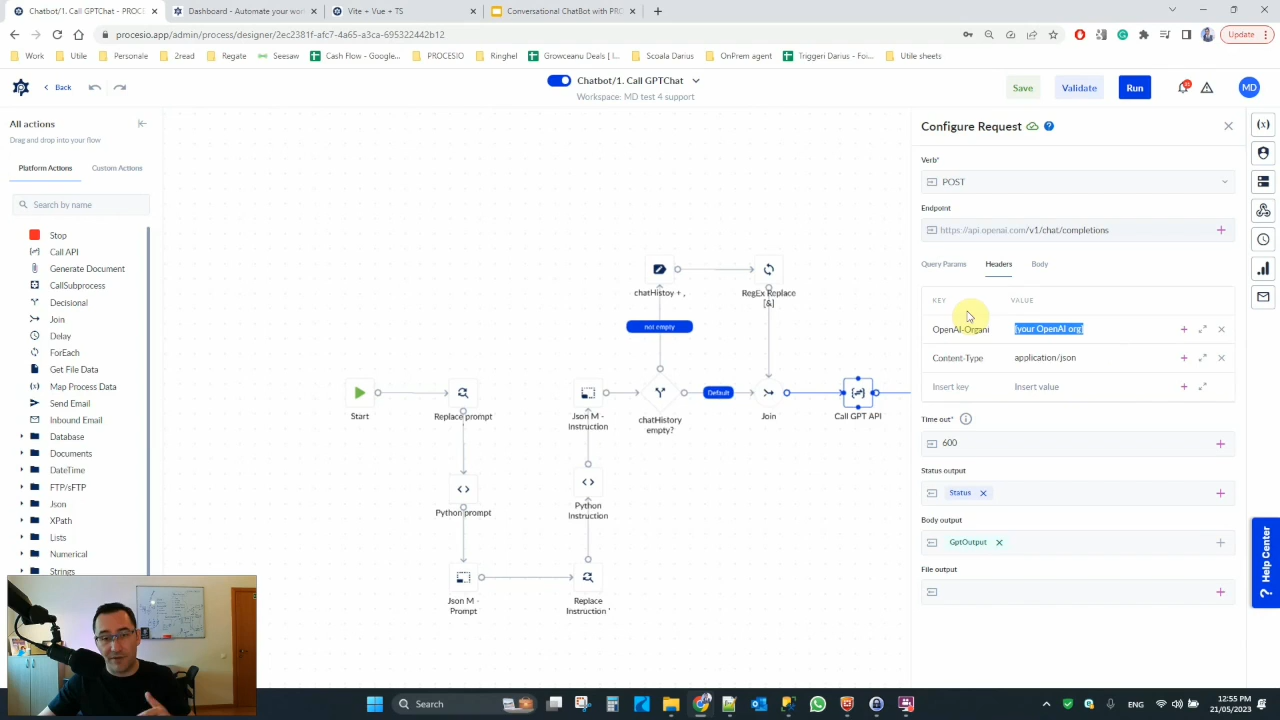 Chatbot/1. Call GPTChat - PROCES
Dashboard - Automate your work
Vite + Vue + TS
Conversational ChatBot with PRO
procesio.app/admin/process/designer/2ec2381f-afc7-4a65-a3ca-695322442b12
Update
Work
Utile
Seesaw
Cash Flow - Google...
PROCESIO
Ringhel
Growceanu Deals [ I...
Scoala Darius
OnPrem agent
Triggeri Darius - Foi...
Utile sheets
Personale
2read
Regate
Back
Chatbot/1. Call GPTChat
Workspace: MD test 4 support
Save
Validate
Run
MD
All actions
Drag and drop into your flow
Platform Actions
Custom Actions
Search by name
Stop
Call API
Generate Document
CallSubprocess
Decisional
Join
Delay
ForEach
Get File Data
Map Process Data
Send Email
Inbound Email
Database
Documents
DateTime
FTP/sFTP
Json
XPath
Lists
Numerical
Strings
chatHistoy + ,
RegEx Replace
[&]
not empty
Start
Replace prompt
'
Json M -
Instruction
chatHistory
empty?
Default
Join
Call GPT API
Python prompt
Python
Instruction
Json M -
Prompt
Replace
Instruction '
Configure Request
Verb*
POST
Endpoint
https://api.openai.com/v1/chat/completions
Query Params
Headers
Body
KEY
VALUE
OpenAI-Organi
{your OpenAI org}
Content-Type
application/json
Insert key
Insert value
Time out*
600
Status output
Status
Body output
GptOutput
File output
? Help Center
Search
ENG
12:55 PM
21/05/2023